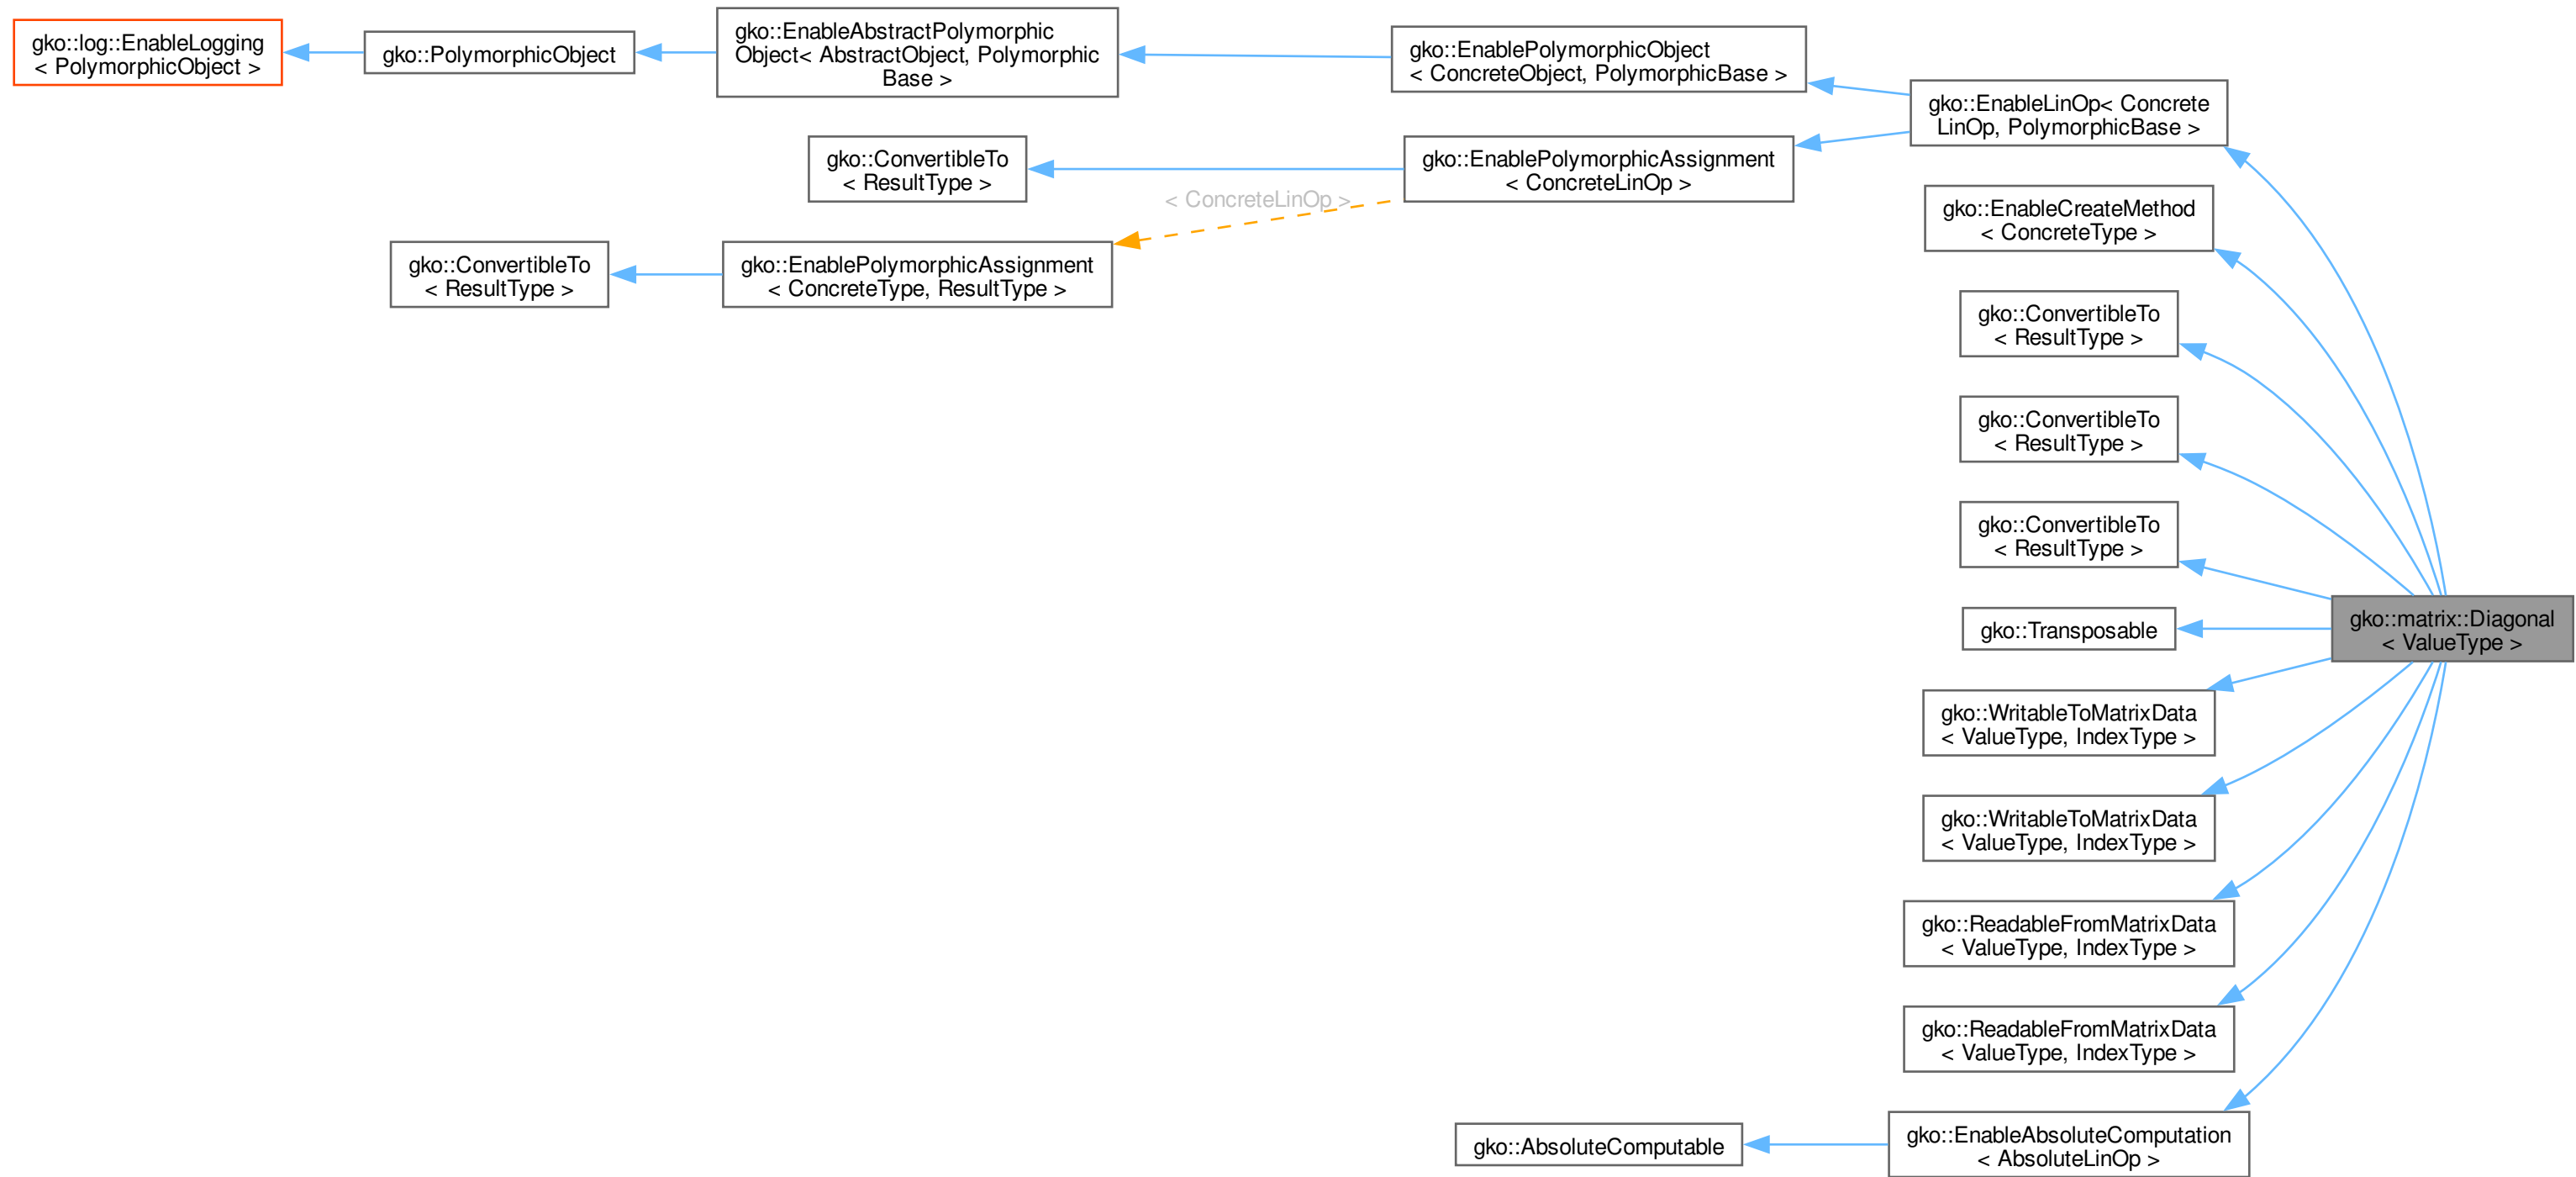 gko::log::EnableLogging
< PolymorphicObject >
gko::PolymorphicObject
gko::EnableAbstractPolymorphic
Object< AbstractObject, Polymorphic
Base >
gko::EnablePolymorphicObject
< ConcreteObject, PolymorphicBase >
gko::EnableLinOp< Concrete
LinOp, PolymorphicBase >
gko::ConvertibleTo
< ResultType >
gko::EnablePolymorphicAssignment
< ConcreteLinOp >
< ConcreteLinOp >
gko::ConvertibleTo
< ResultType >
gko::EnablePolymorphicAssignment
< ConcreteType, ResultType >
gko::EnableCreateMethod
< ConcreteType >
gko::ConvertibleTo
< ResultType >
gko::ConvertibleTo
< ResultType >
gko::ConvertibleTo
< ResultType >
gko::Transposable
gko::matrix::Diagonal
< ValueType >
gko::WritableToMatrixData
< ValueType, IndexType >
gko::WritableToMatrixData
< ValueType, IndexType >
gko::ReadableFromMatrixData
< ValueType, IndexType >
gko::ReadableFromMatrixData
< ValueType, IndexType >
gko::AbsoluteComputable
gko::EnableAbsoluteComputation
< AbsoluteLinOp >